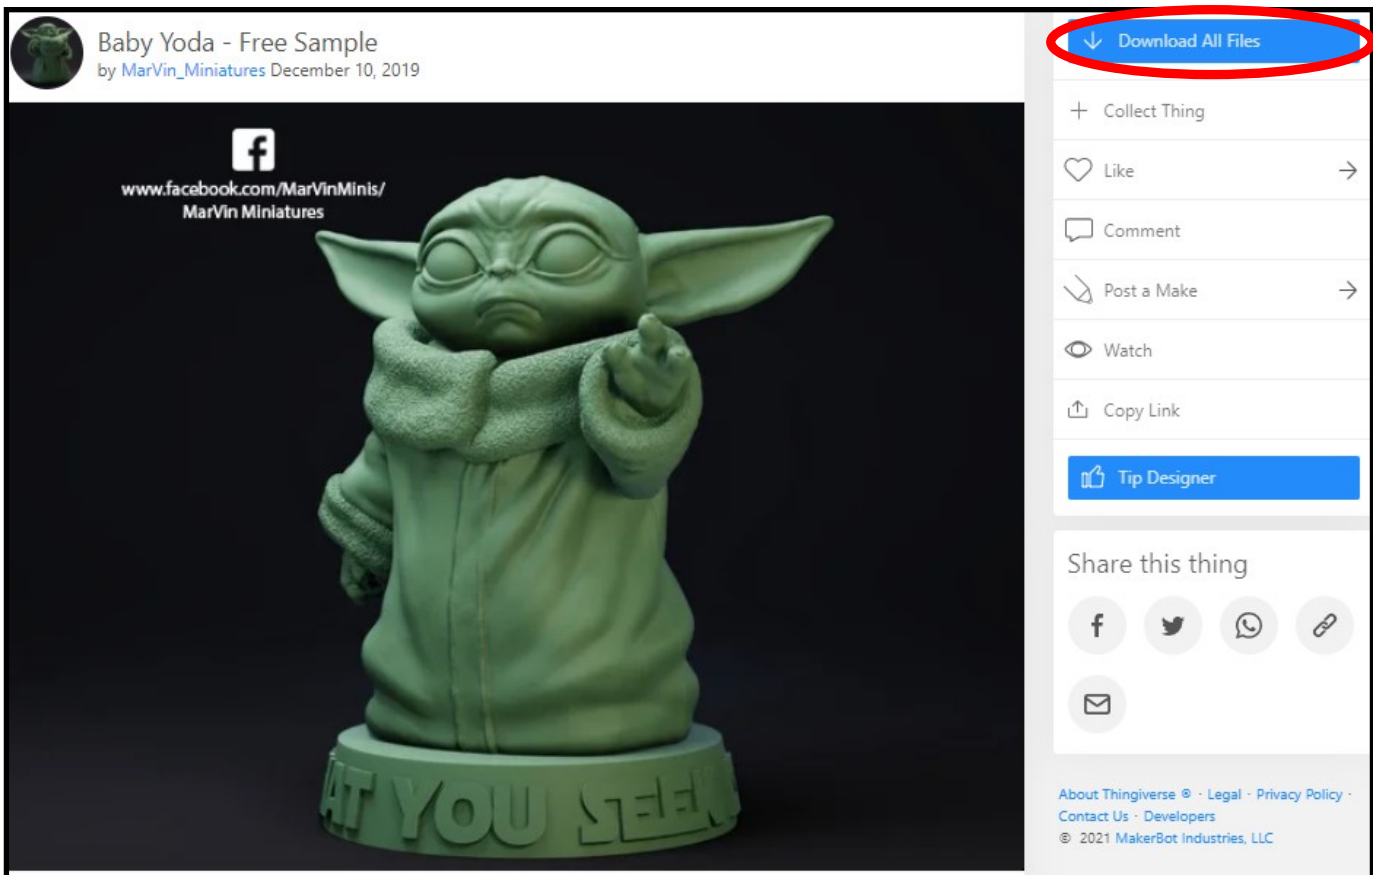 Baby Yoda - Free Sample
by MarVin_Miniatures December 10, 2019
www.facebook.com/MarVinMinis/
MarVin Miniatures
AT YOU SEEK
Download All Files
Collect Thing
Like
Comment
Post a Make
Watch
Copy Link
Tip Designer
Share this thing
About Thingiverse ® · Legal · Privacy Policy ·
Contact Us · Developers
© 2021 MakerBot Industries, LLC